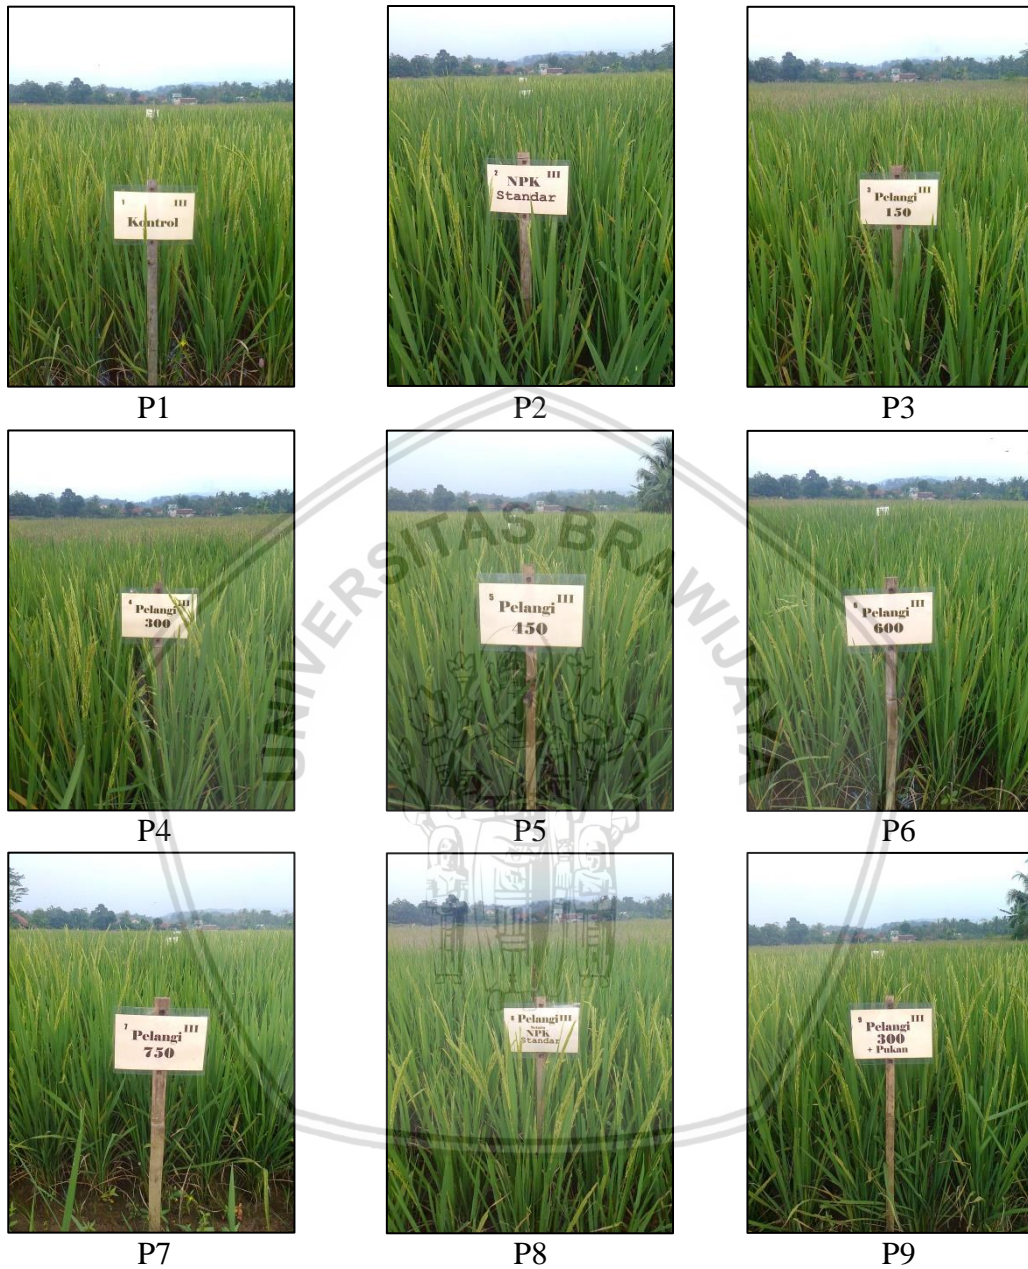 1 III
Kontrol
P1
2 III
NPK
Standar
P2
3 III
Pelangi
150
P3
4 III
Pelangi
300
P4
5 III
Pelangi
450
P5
6 III
Pelangi
600
P6
7 III
Pelangi
750
P7
Pelangi III
NPK
Standar
P8
9 III
Pelangi
300
+ Pukan
P9
UNIVERSITAS BRAWIJAYA